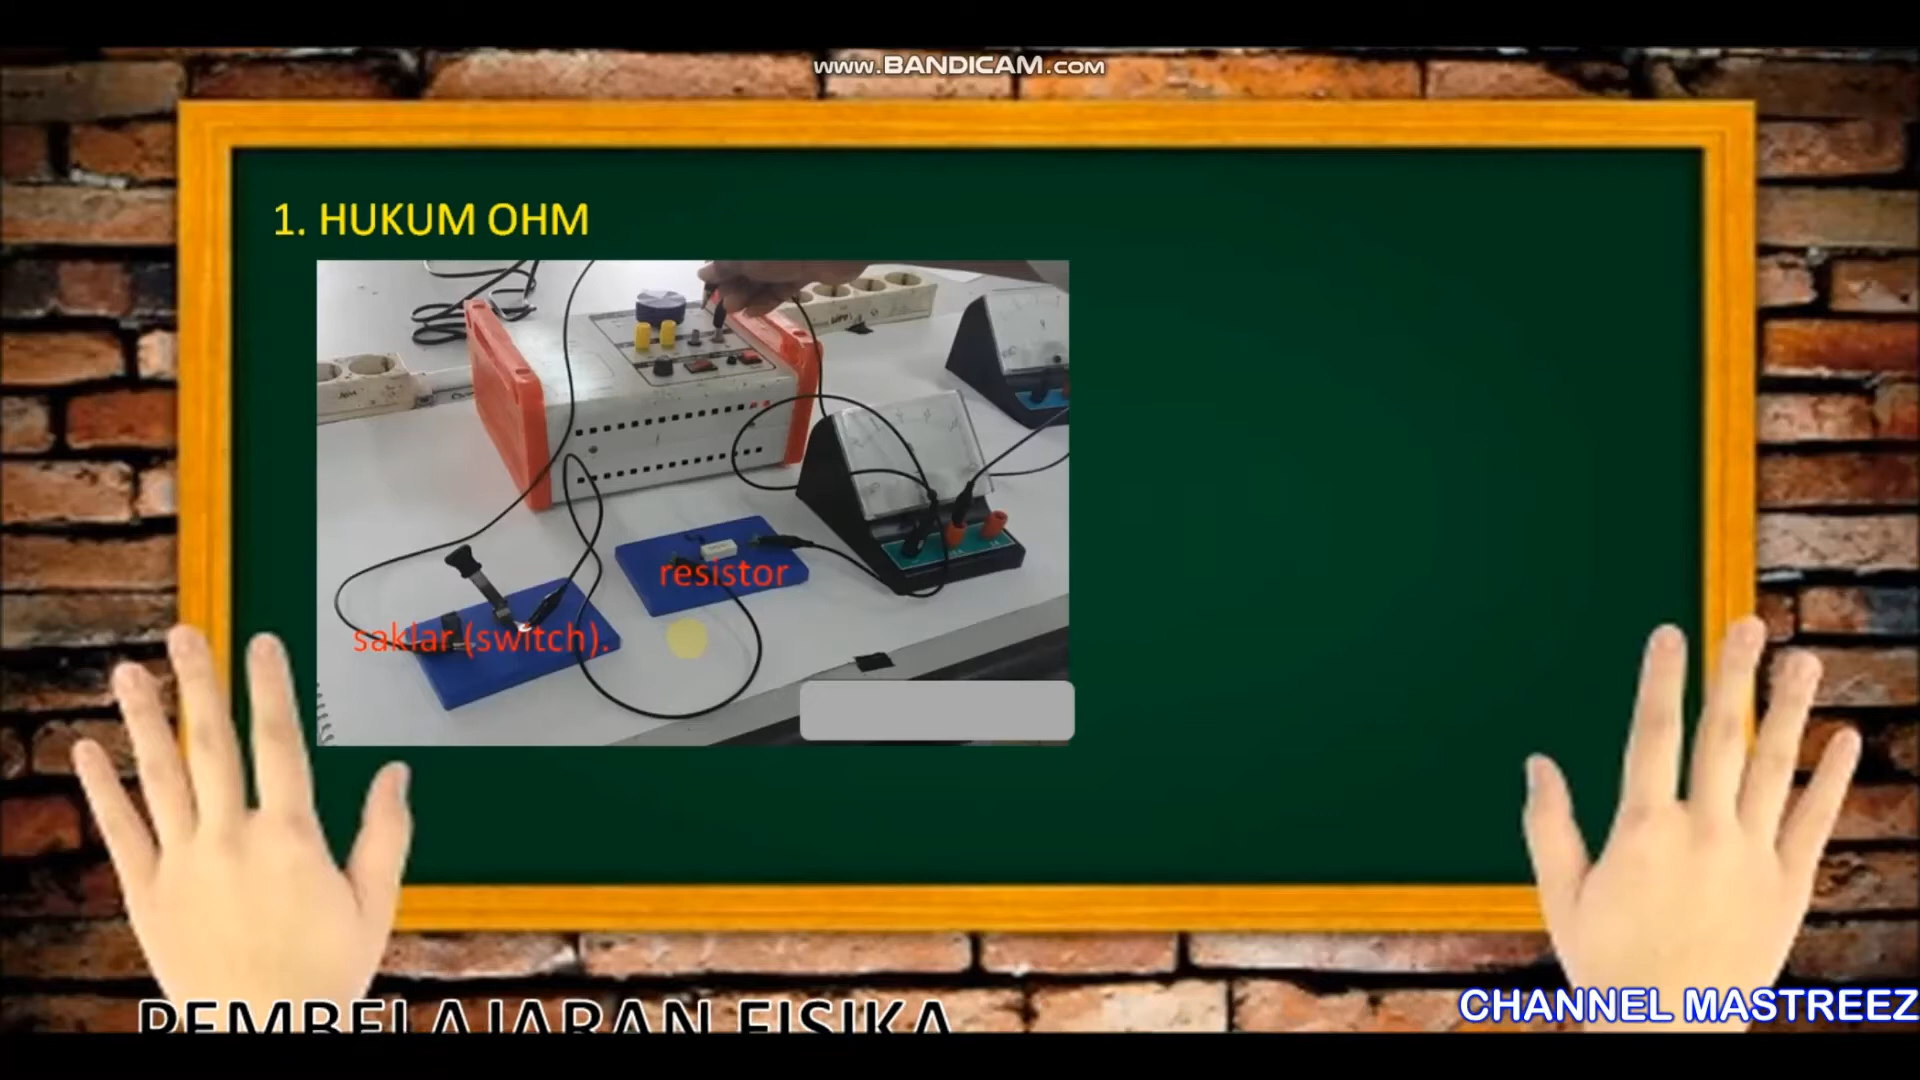 www.BANDICAM.com
1. HUKUM OHM
resistor
saklar (switch).
PEMBELAJARAN FISIKA
CHANNEL MASTREEZ